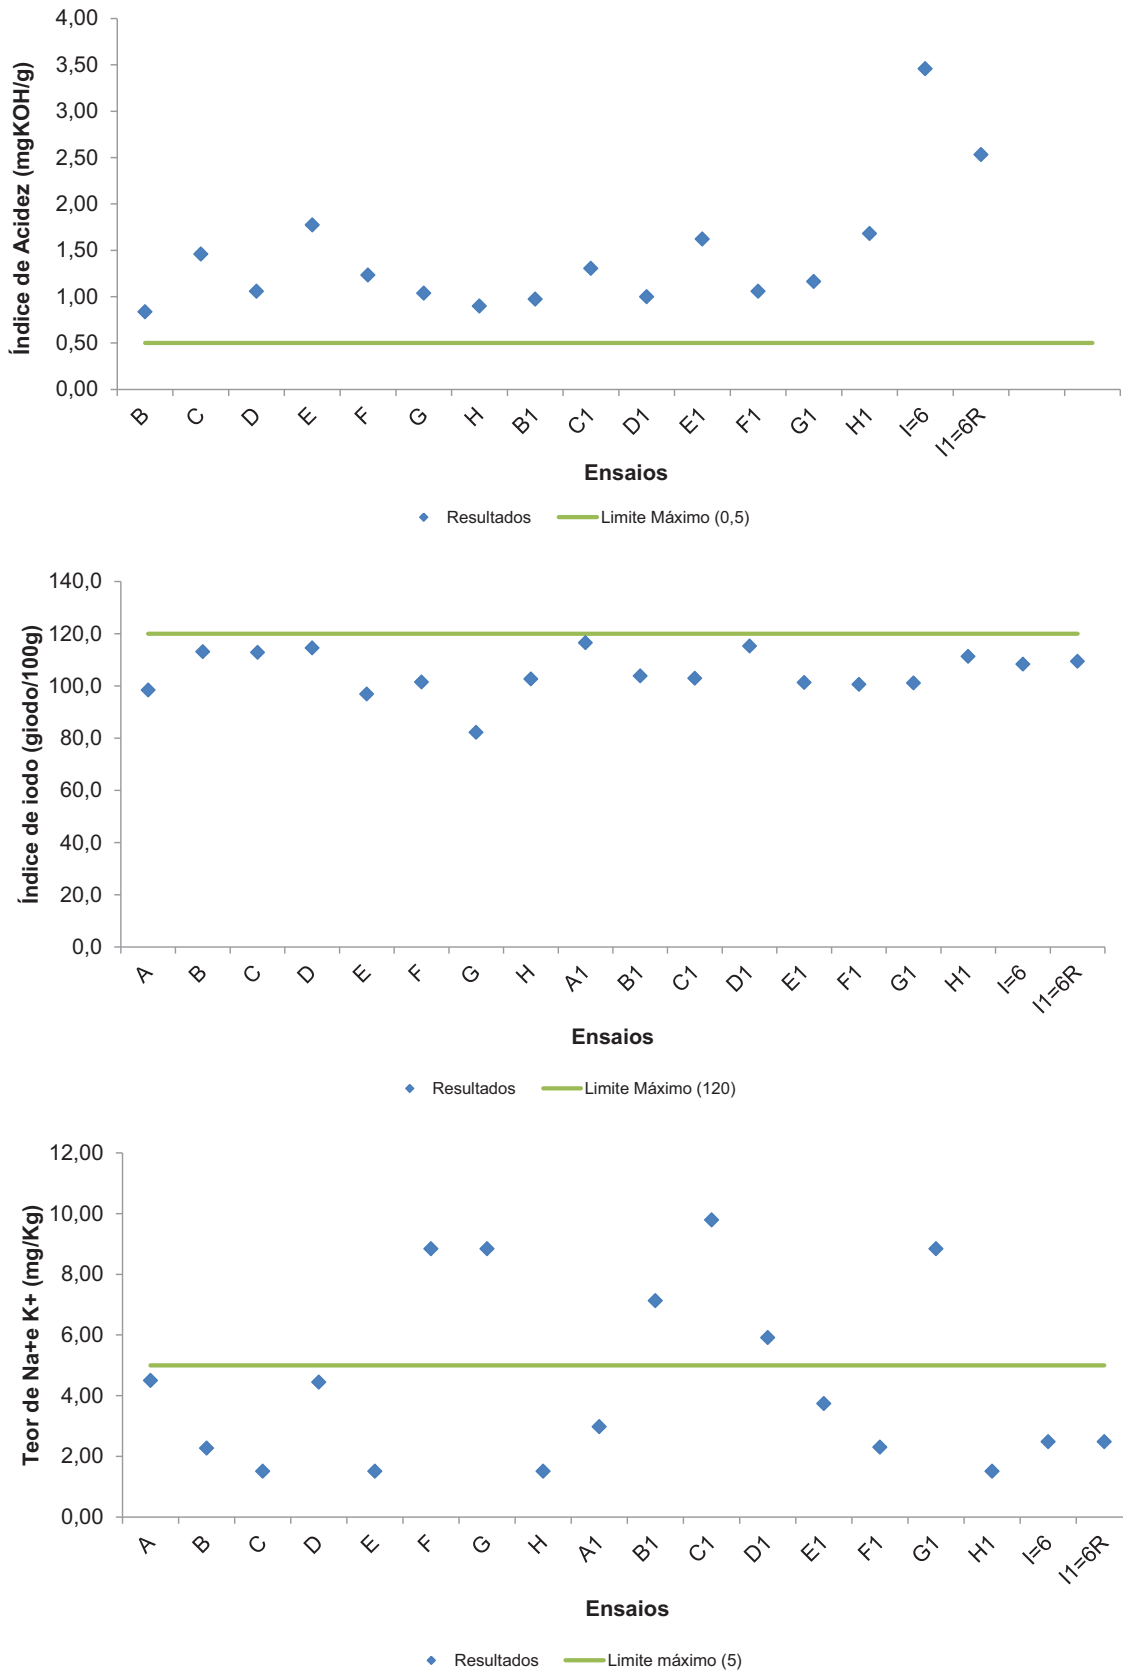 4,00
3,50
3,00
2,50
2,00
1,50
1,00
0,50
0,00
Índice de Acidez (mgKOH/g)
B C D E F G H B1 C1 D1 E1 F1 G1 H1 I=6 I1=6R
Ensaios
Resultados Limite Máximo (0,5)
140,0
120,0
100,0
80,0
60,0
40,0
20,0
0,0
Índice de iodo (giodo/100g)
A B C D E F G H A1 B1 C1 D1 E1 F1 G1 H1 I=6 I1=6R
Ensaios
Resultados Limite Máximo (120)
12,00
10,00
8,00
6,00
4,00
2,00
0,00
Teor de Na+e K+ (mg/Kg)
A B C D E F G H A1 B1 C1 D1 E1 F1 G1 H1 I=6 I1=6R
Ensaios
Resultados Limite máximo (5)